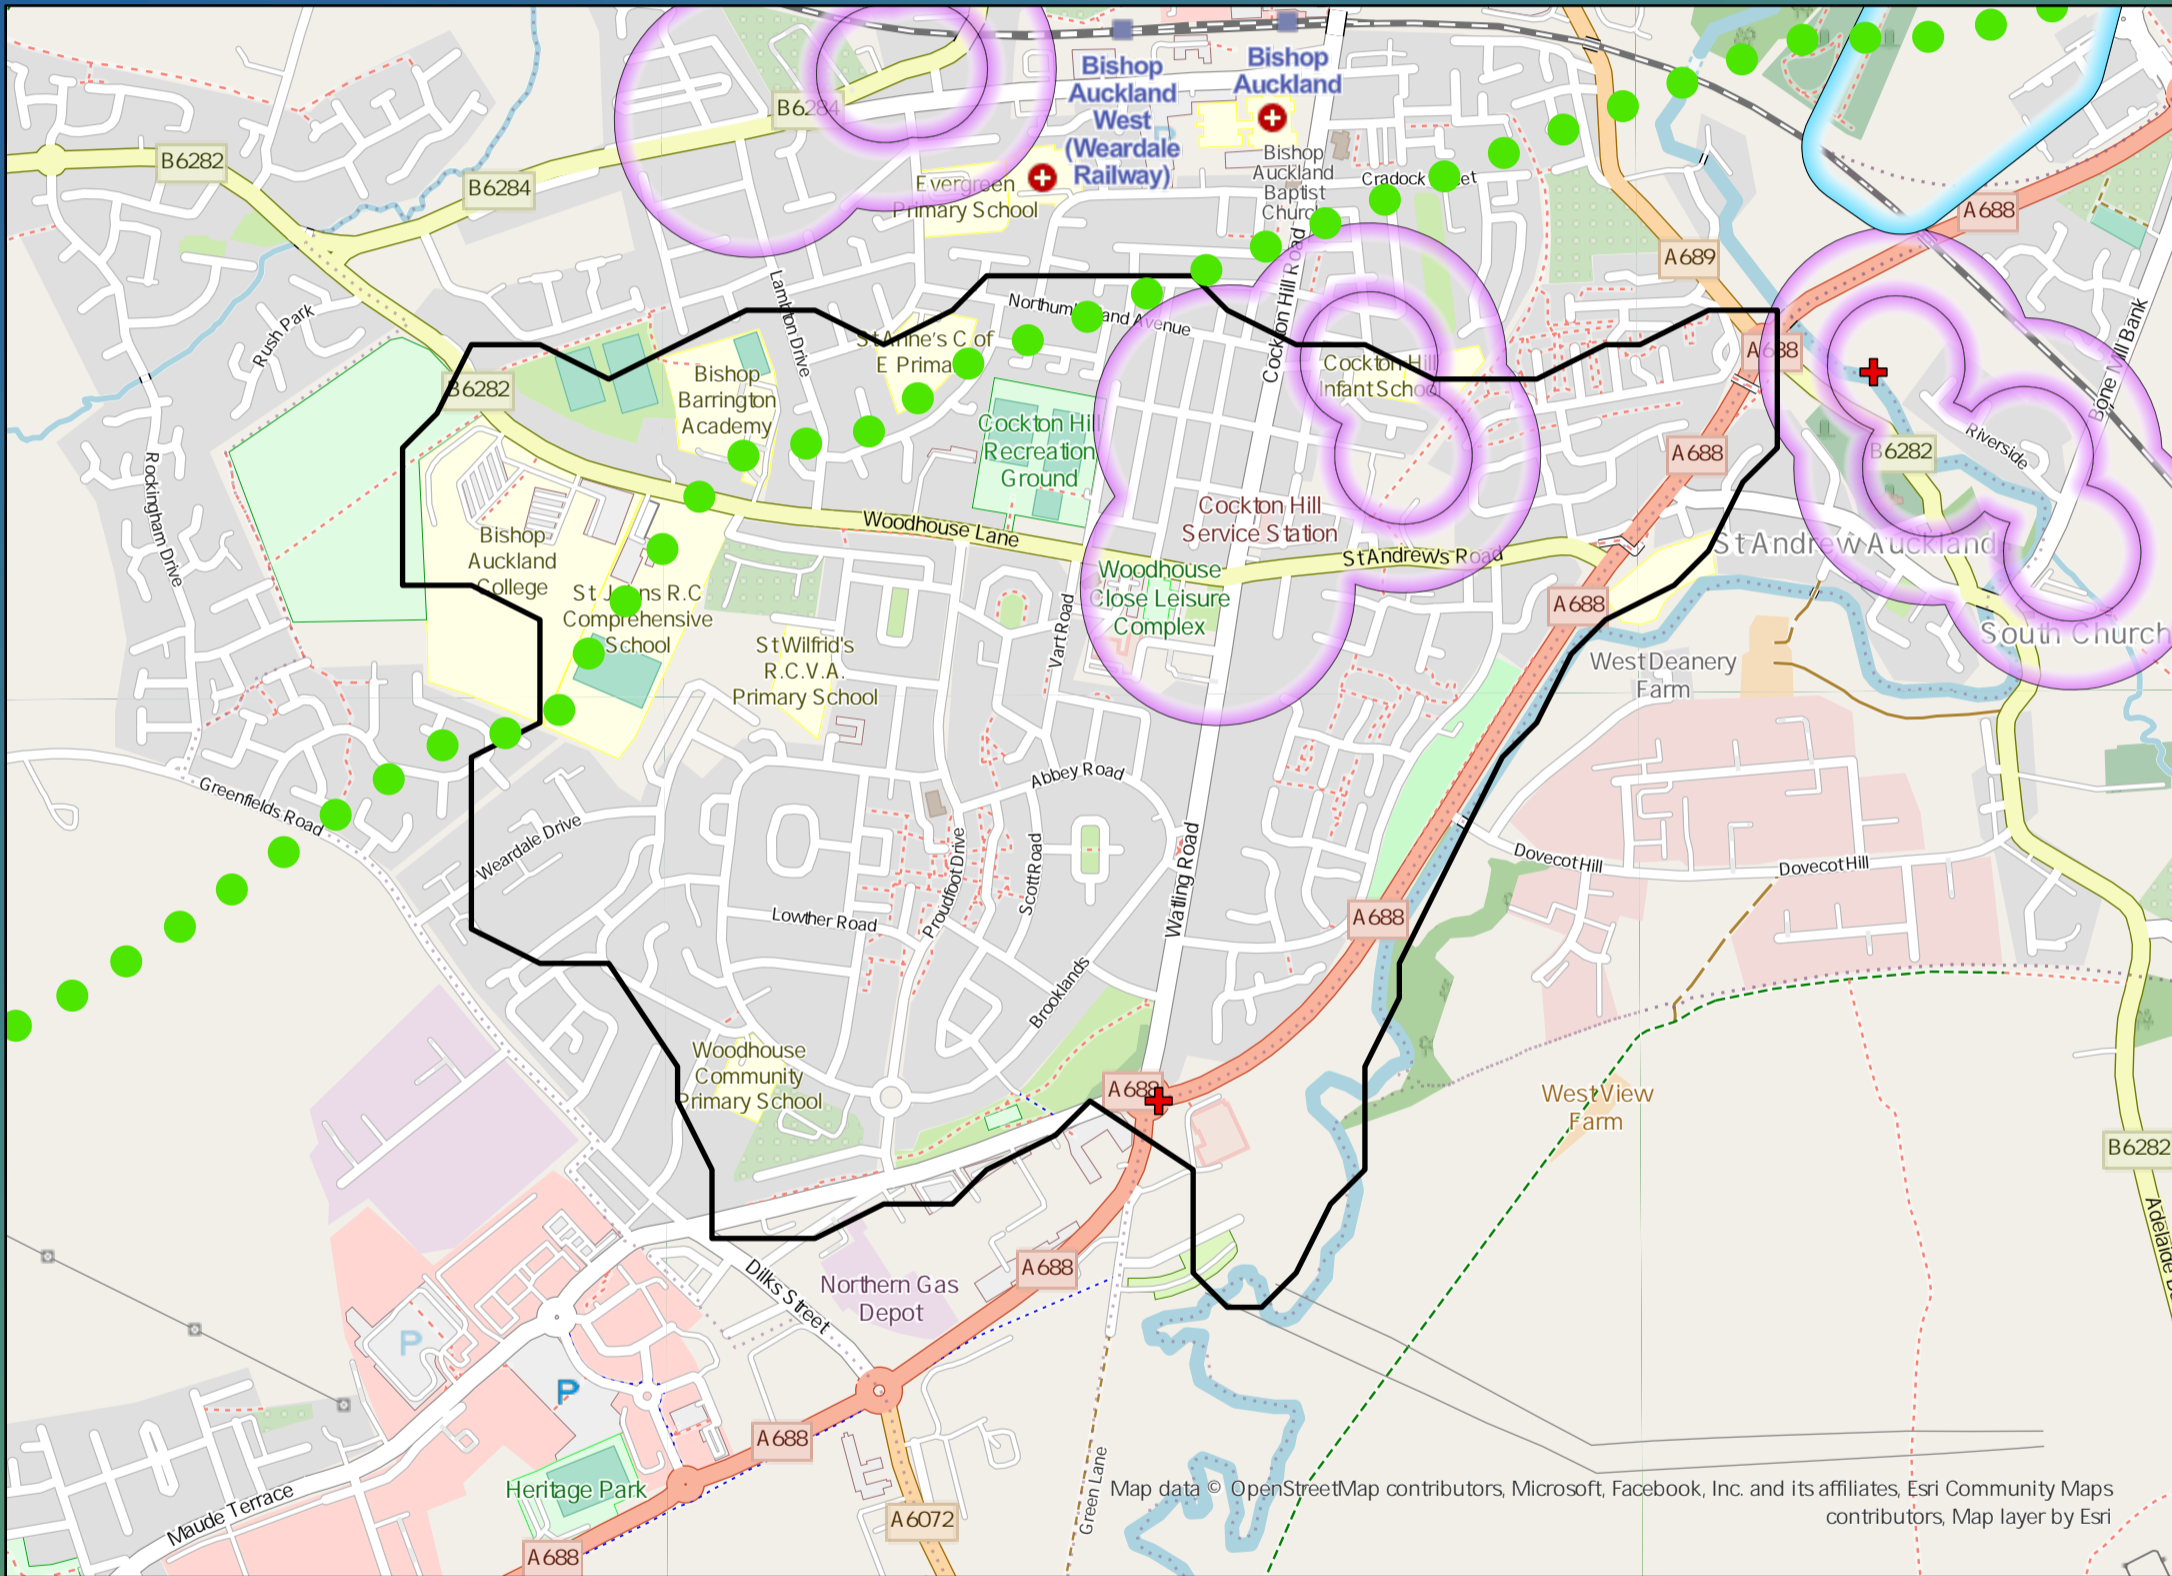 Bishop
Auckland
West
(Weardale
Railway)
Bishop
Auckland
B6284
B6282
B6284
Evergreen
Primary School
Bishop
Auckland
Baptist
Church
A688
A689
Rush Park
Lambton Drive
Cockton Hill Road
St Anne's C of
E Prima
Cockton Hill
Infant School
A688
Bone Mill Bank
B6282
Bishop
Barrington
Academy
Cockton Hill
Recreation
Ground
A688
B6282
Riverside
Rockingham Drive
Cockton Hill
Service Station
Woodhouse Lane
St Andrew's Road
St Andrew Auckland
Bishop
Auckland
College
Woodhouse
Close Leisure
Complex
A688
St J ns R.C
Comprehensive
School
Vart Road
South Church
St Wilfrid's
R.C.V.A.
Primary School
West Deanery
Farm
Abbey Road
Greenfields Road
Weardale Drive
Proudfoot Drive
Scott Road
Watling Road
Dovecot Hill
Dovecot Hill
Lowther Road
A688
Brooklands
Woodhouse
Community
Primary School
A688
West View
Farm
B6282
Dilks Street
Northern Gas
Depot
A688
P
P
A688
Green Lane
Heritage Park
Maude Terrace
A6072
A688
Map data © OpenStreetMap contributors, Microsoft, Facebook, Inc. and its affiliates, Esri Community Maps
contributors, Map layer by Esri